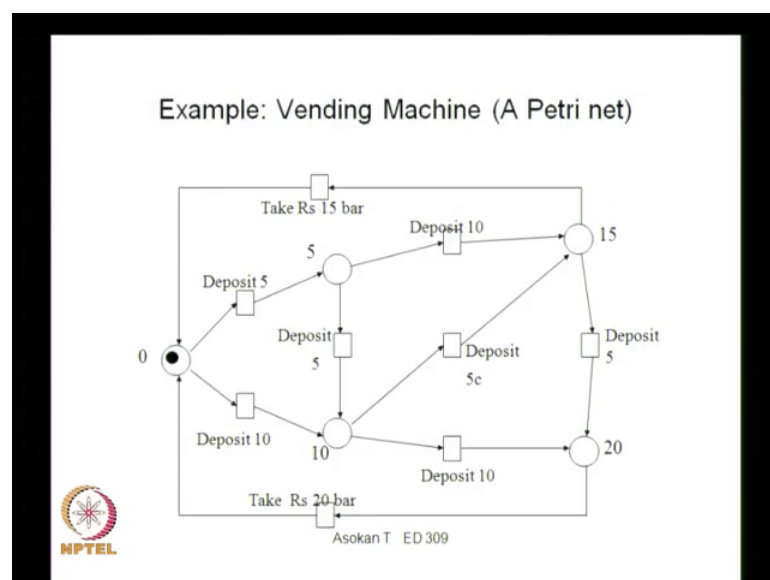 Example: Vending Machine (A Petri net)
Take Rs 15 bar
Deposit 10
15
5
Deposit 5
Deposit
5
Deposit
5
0
Deposit
5c
Deposit 10
10
20
Deposit 10
Take Rs 20 bar
Asokan T ED 309
NPTEL